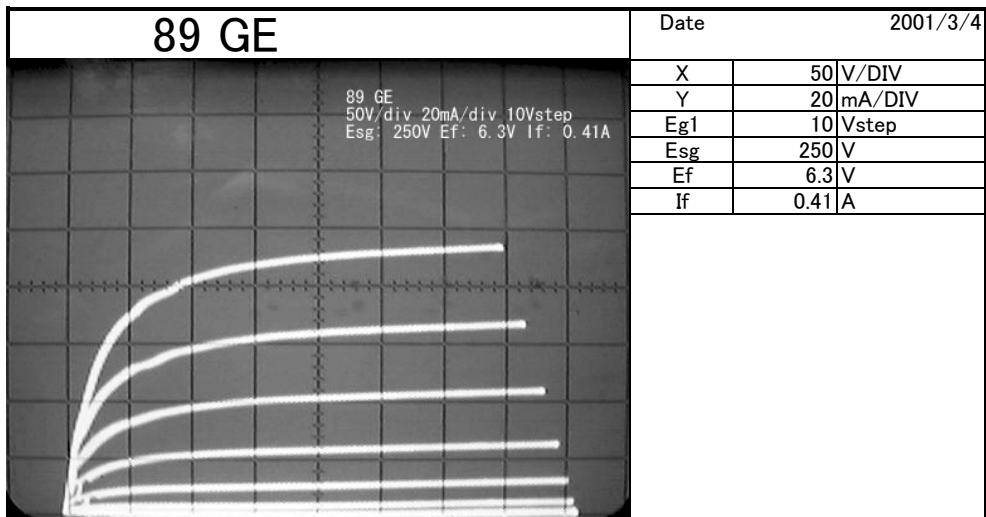 89 GE
Date 2001/3/4
X 50 V/DIV
Y 20 mA/DIV
Eg1 10 Vstep
Esg 250 V
Ef 6.3 V
If 0.41 A
89 GE
50V/div 20mA/div 10Vstep
Esg: 250V Ef: 6.3V If: 0.41A